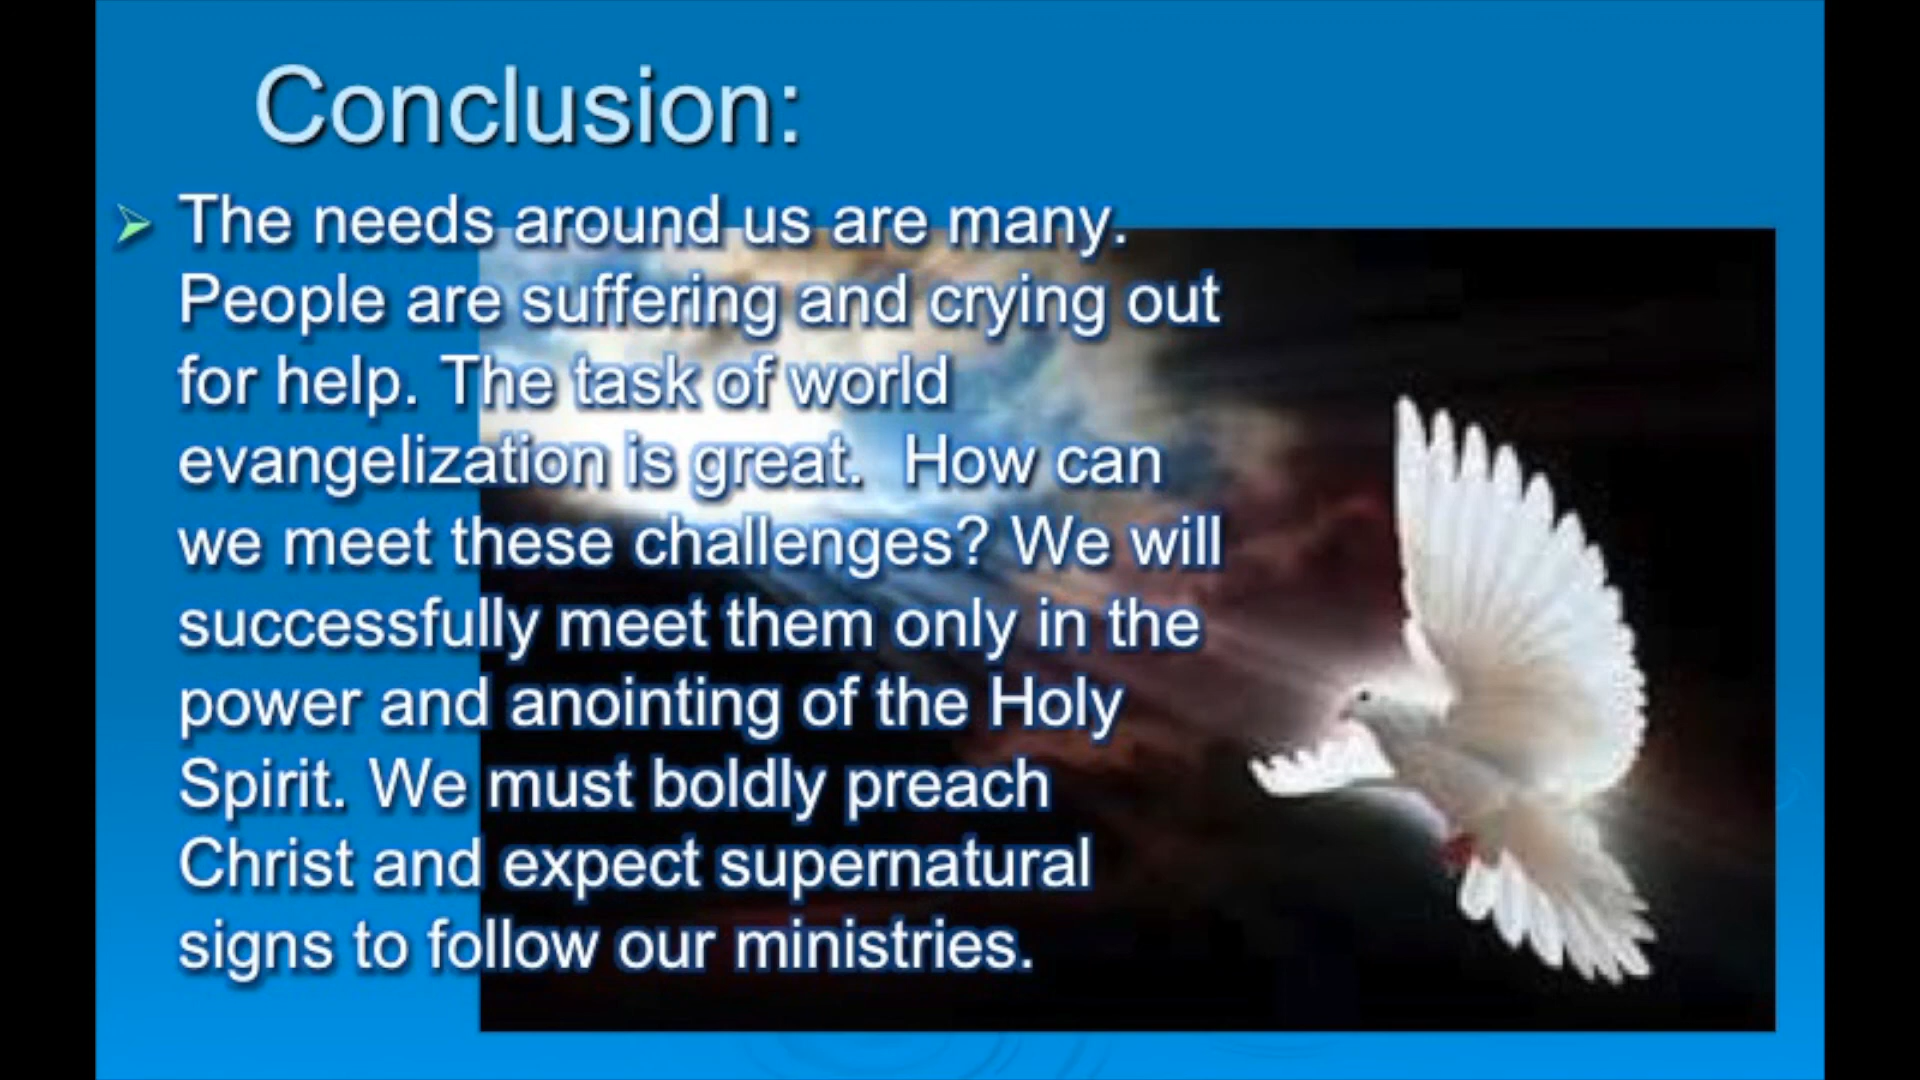 Conclusion:
The needs around us are many.
People are suffering and crying out
for help. The task of world
evangelization is great.  How can
we meet these challenges? We will
successfully meet them only in the
power and anointing of the Holy
Spirit. We must boldly preach
Christ and expect supernatural
signs to follow our ministries.